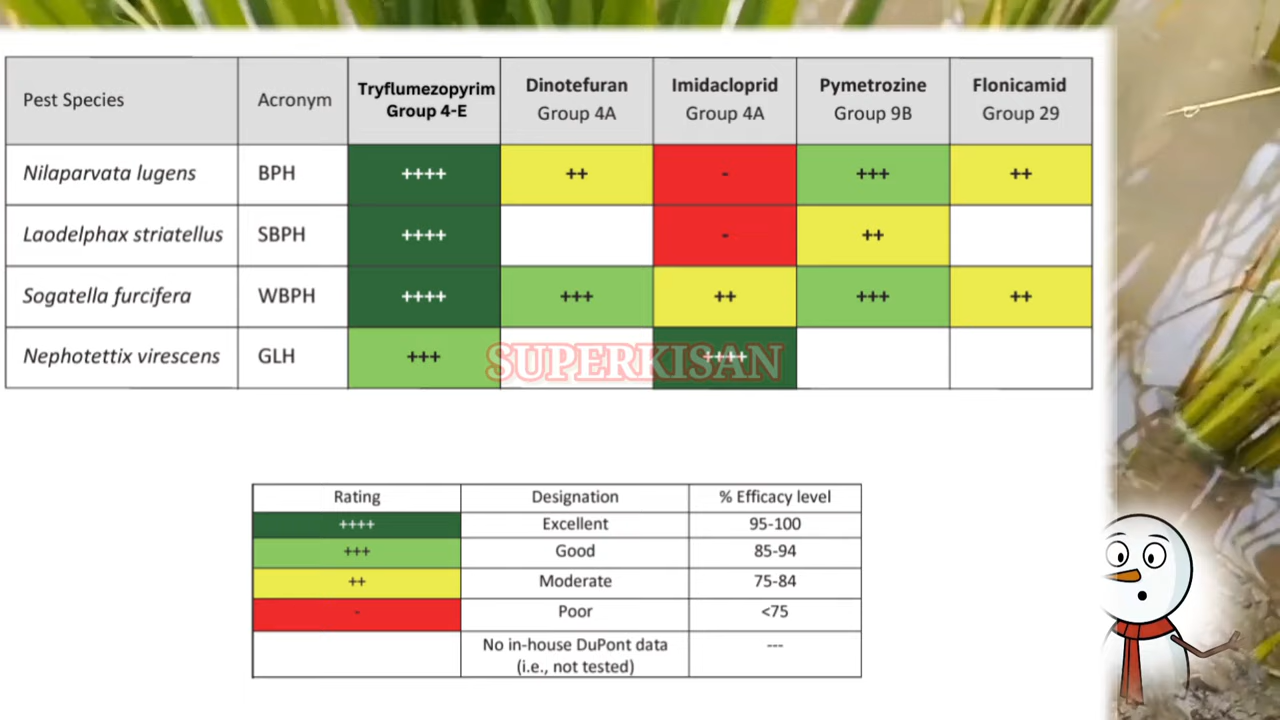 Pest Species Acronym Tryflumezopyrim Group 4-E Dinotefuran Group 4A Imidacloprid Group 4A Pymetrozine Group 9B Flonicamid Group 29
Nilaparvata lugens BPH ++++ ++ - +++ ++
Laodelphax striatellus SBPH ++++ - ++
Sogatella furcifera WBPH ++++ +++ ++ +++ ++
Nephotettix virescens GLH +++ ++++
SUPERKISAN
Rating Designation % Efficacy level
++++ Excellent 95-100
+++ Good 85-94
++ Moderate 75-84
- Poor <75
No in-house DuPont data ---
(i.e., not tested)